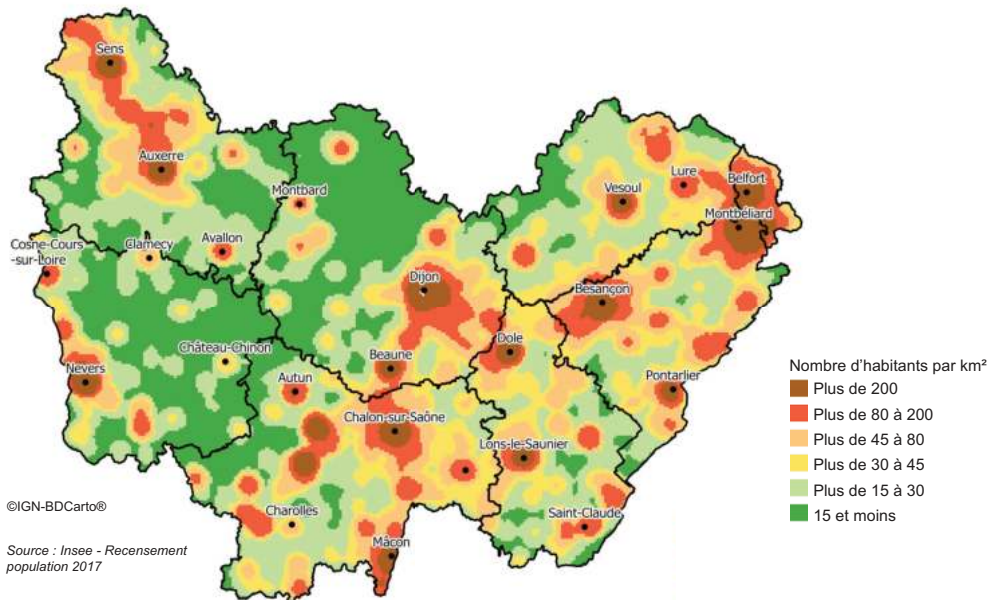 Sens
Auxerre
Montbard
Avallon
Clamecy
Cosne-Cours
-sur-Loire
Vesoul
Lure
Belfort
Montbéliard
Dijon
Besançon
Dole
Château-Chinon
Beaune
Nevers
Autun
Pontarlier
Chalon-sur-Saône
Lons-le-Saunier
Charolles
Saint-Claude
Mâcon
Nombre d'habitants par km²
Plus de 200
Plus de 80 à 200
Plus de 45 à 80
Plus de 30 à 45
Plus de 15 à 30
15 et moins
©IGN-BDCarto®
Source : Insee - Recensement
population 2017